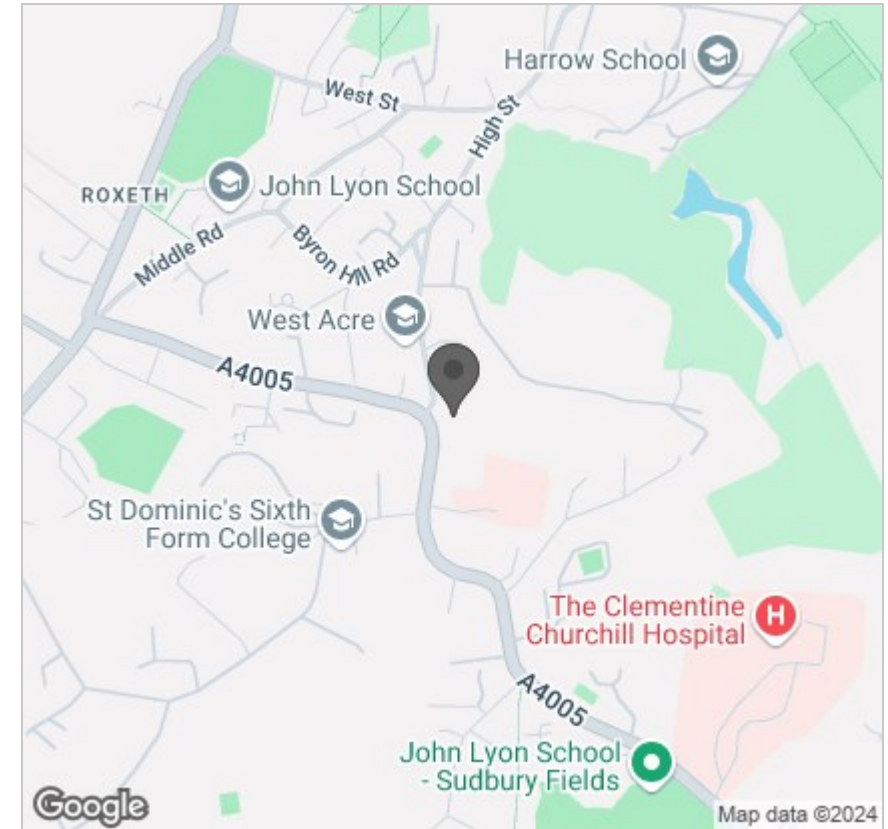 Harrow School
West St
High St
ROXETH
John Lyon School
Middle Rd
Byron Hill Rd
West Acre
A4005
St Dominic's Sixth
Form College
The Clementine
Churchill Hospital
H
A4005
John Lyon School
- Sudbury Fields
Google
Map data ©2024